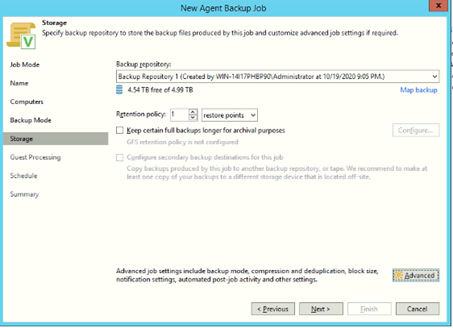 New Agent Backup Job
x
Storage
Specify backup repository to store the backup files produced by this job and customize advanced job settings if required.
Job Mode
Name
Computers
Backup Mode
Storage
Guest Processing
Schedule
Summary
Backup repository:
Backup Repository 1 (Created by WIN-14I17PHBP90\Administrator at 10/19/2020 9:05 PM.)
4.54 TB free of 4.99 TB
Map backup
Retention policy: 1 restore points
Keep certain full backups longer for archival purposes
Configure...
GFS retention policy is not configured
Configure secondary backup destinations for this job
Copy backups produced by this job to another backup repository, or tape. We recommend to make at
least one copy of your backups to a different storage device that is located off-site.
Advanced job settings include backup mode, compression and deduplication, block size,
notification settings, automated post-job activity and other settings.
Advanced
< Previous
Next >
Finish
Cancel